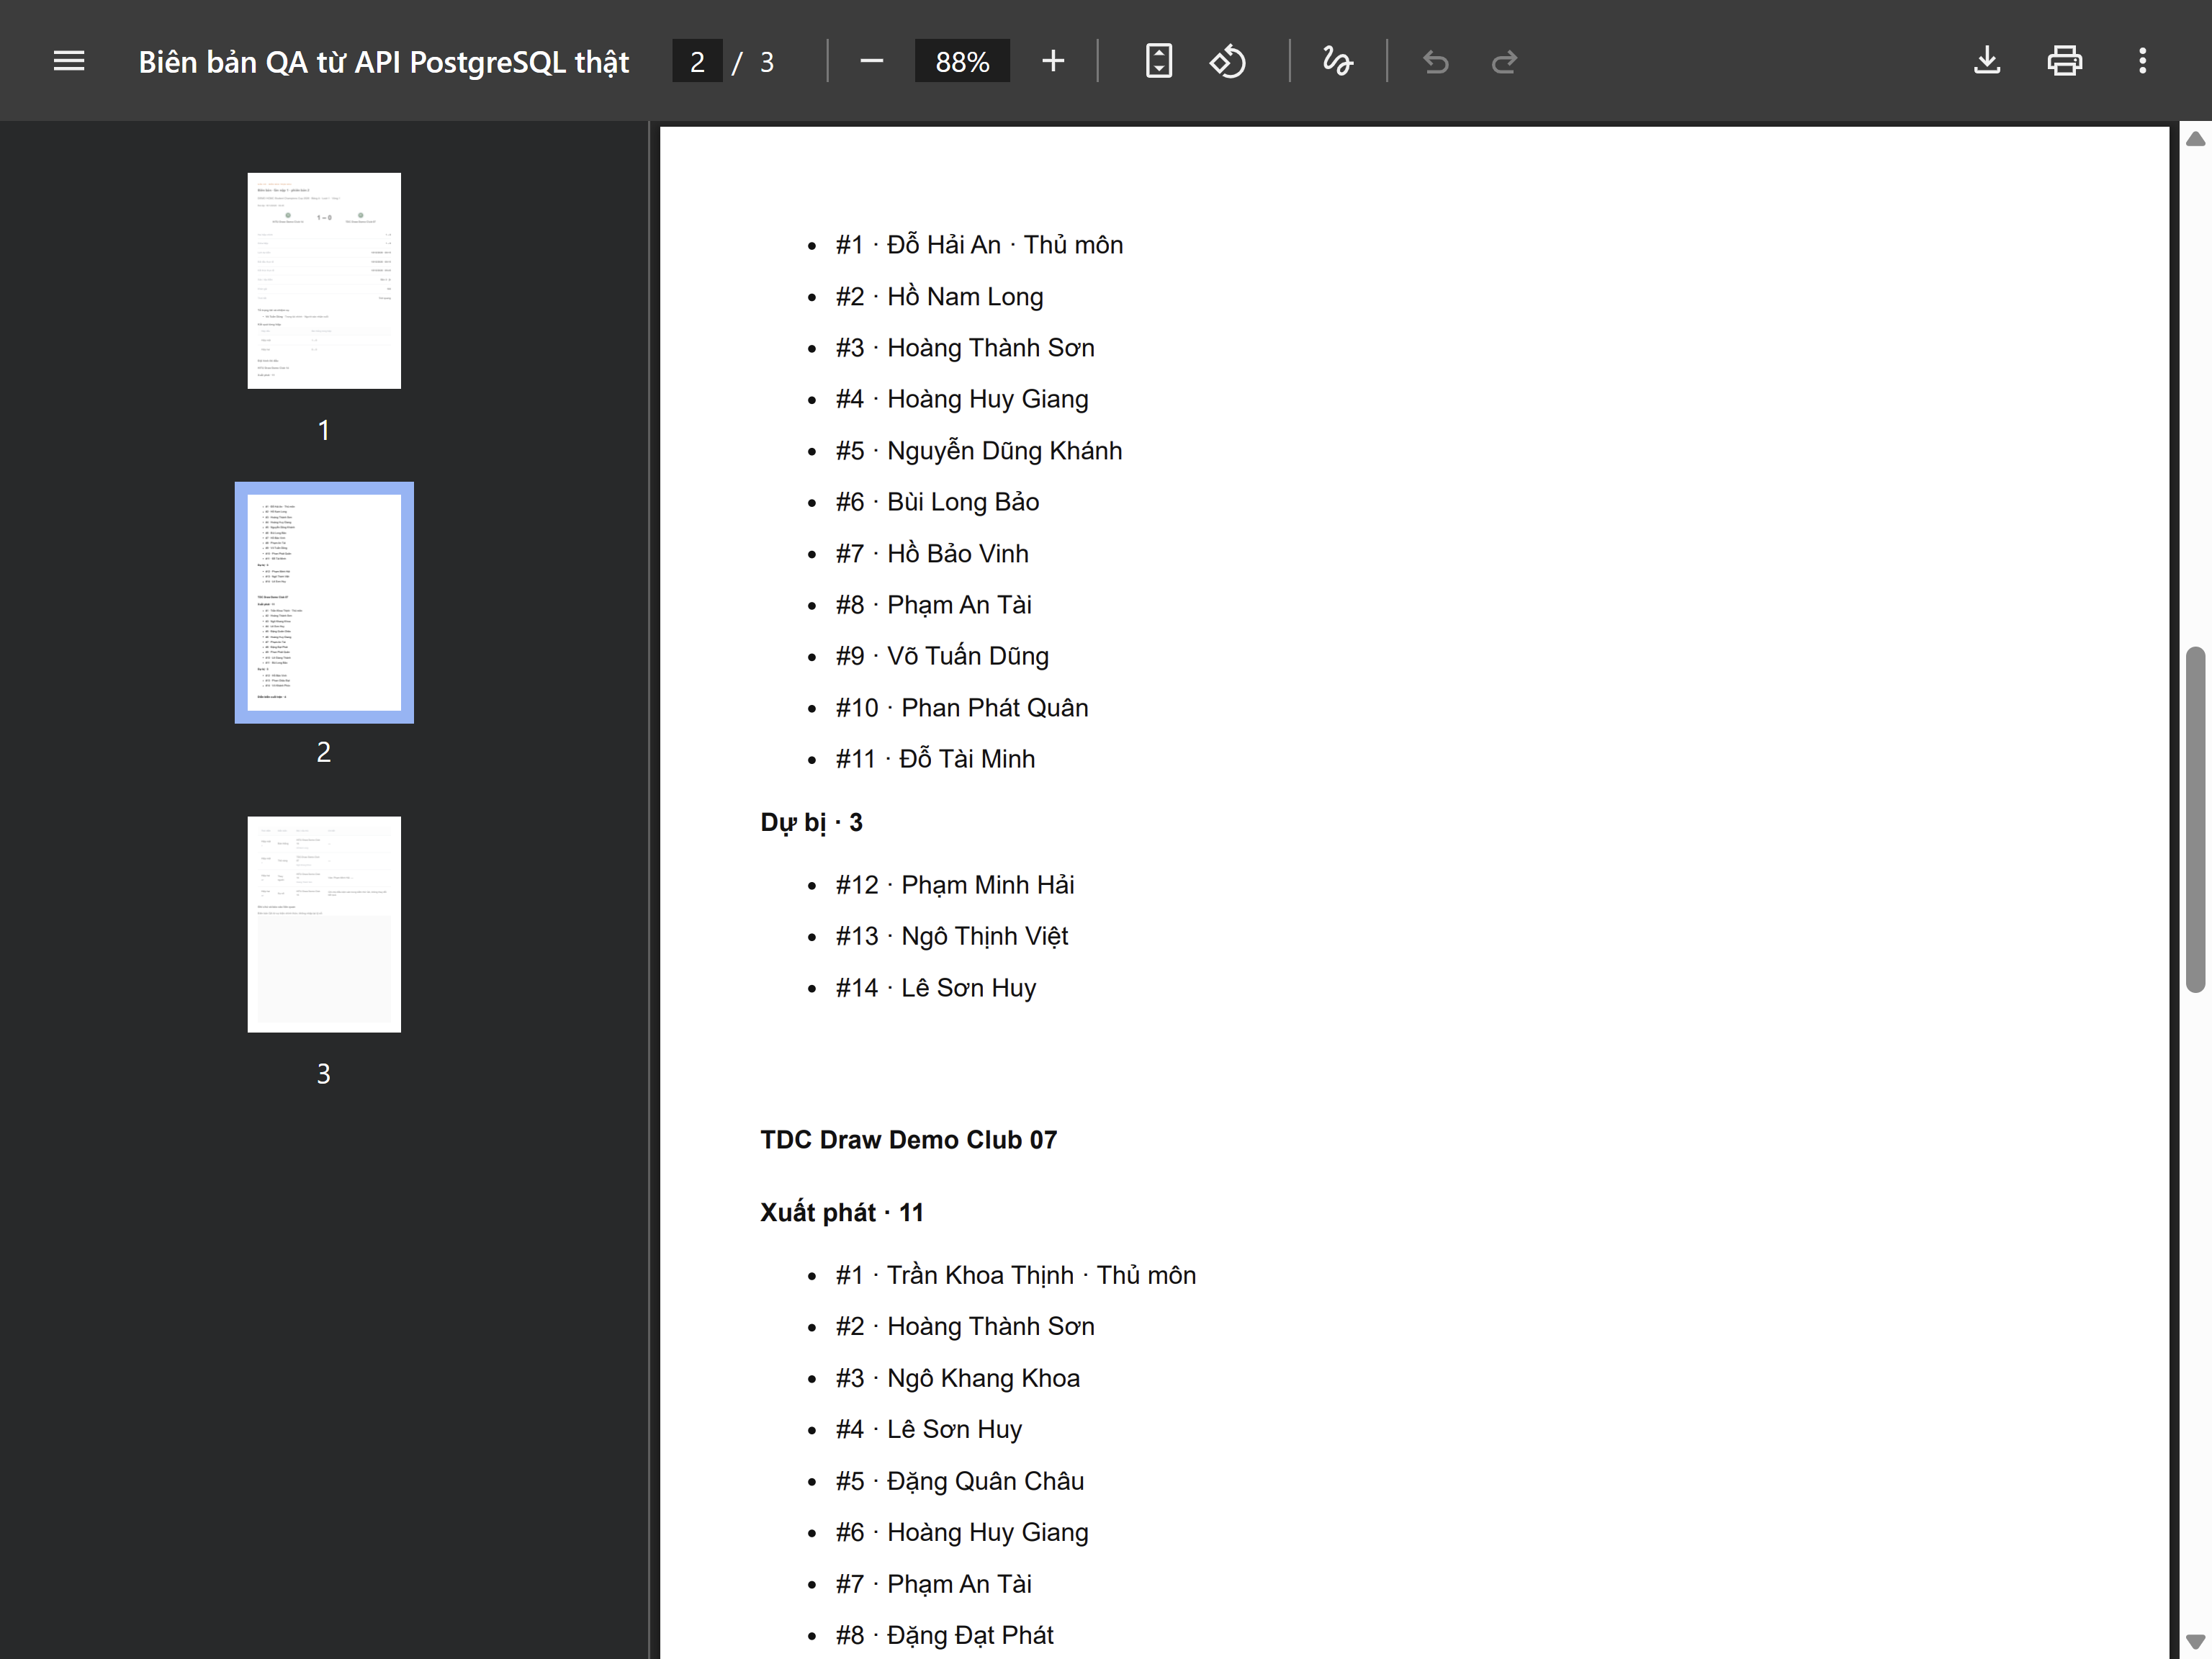 Biên bản QA từ API PostgreSQL thật
2 / 3
88%
1
2
3
#1 · Đỗ Hải An · Thủ môn
#2 · Hồ Nam Long
#3 · Hoàng Thành Sơn
#4 · Hoàng Huy Giang
#5 · Nguyễn Dũng Khánh
#6 · Bùi Long Bảo
#7 · Hồ Bảo Vinh
#8 · Phạm An Tài
#9 · Võ Tuấn Dũng
#10 · Phan Phát Quân
#11 · Đỗ Tài Minh
Dự bị · 3
#12 · Phạm Minh Hải
#13 · Ngô Thịnh Việt
#14 · Lê Sơn Huy
TDC Draw Demo Club 07
Xuất phát · 11
#1 · Trần Khoa Thịnh · Thủ môn
#2 · Hoàng Thành Sơn
#3 · Ngô Khang Khoa
#4 · Lê Sơn Huy
#5 · Đặng Quân Châu
#6 · Hoàng Huy Giang
#7 · Phạm An Tài
#8 · Đặng Đạt Phát